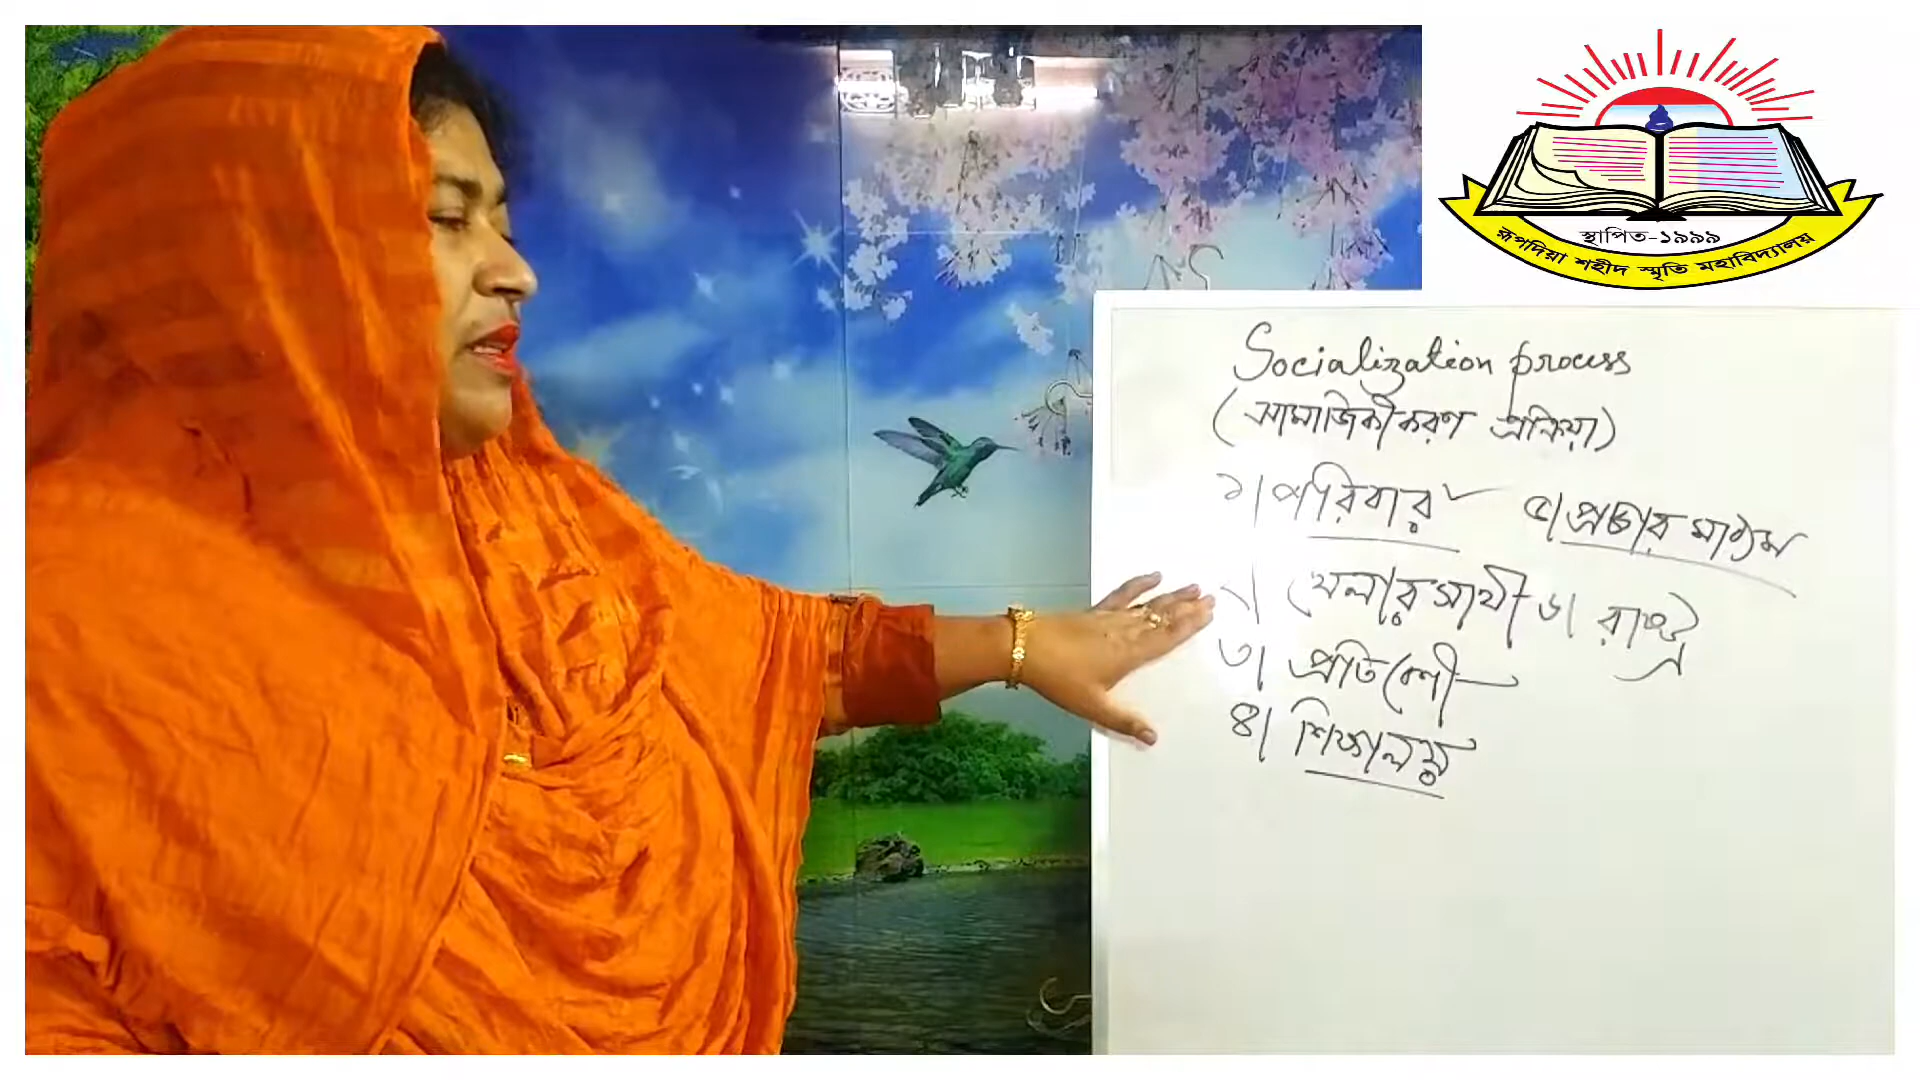 স্থাপিত-১৯৯৯
রূপদিয়া শহীদ স্মৃতি মহাবিদ্যালয়
Socialization process
(সামাজিকীকরণ প্রক্রিয়া)
১। পরিবার
২। খেলার সাথী
৩। প্রতিবেশী
৪। শিক্ষালয়
৫। প্রচার মাধ্যম
৬। রাষ্ট্র